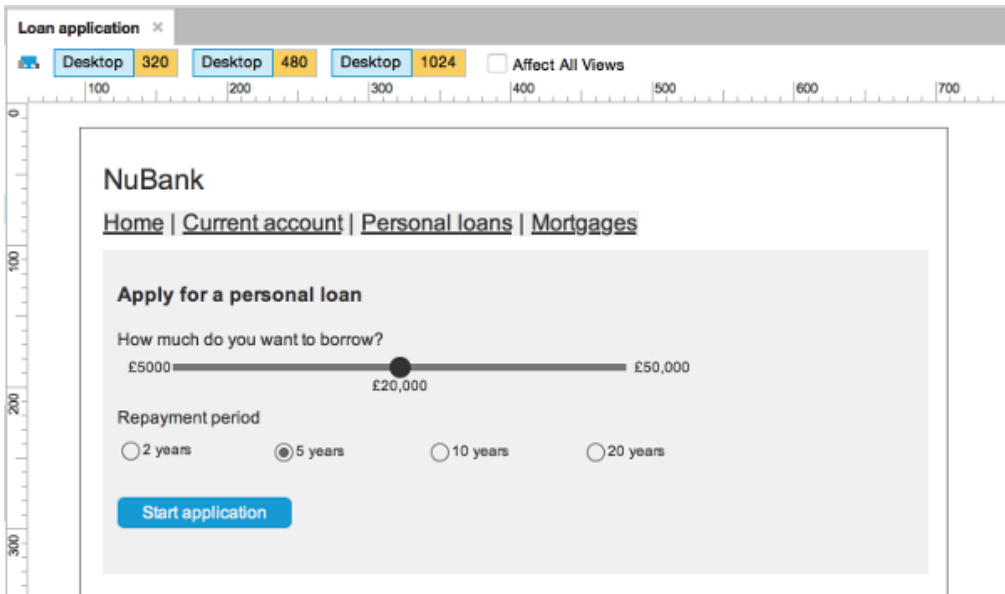 Loan application ×
Desktop 320 Desktop 480 Desktop 1024 Affect All Views
100 200 300 400 500 600 700
0
NuBank
Home | Current account | Personal loans | Mortgages
100
Apply for a personal loan
How much do you want to borrow?
£5000 £50,000
£20,000
200
Repayment period
2 years 5 years 10 years 20 years
Start application
300